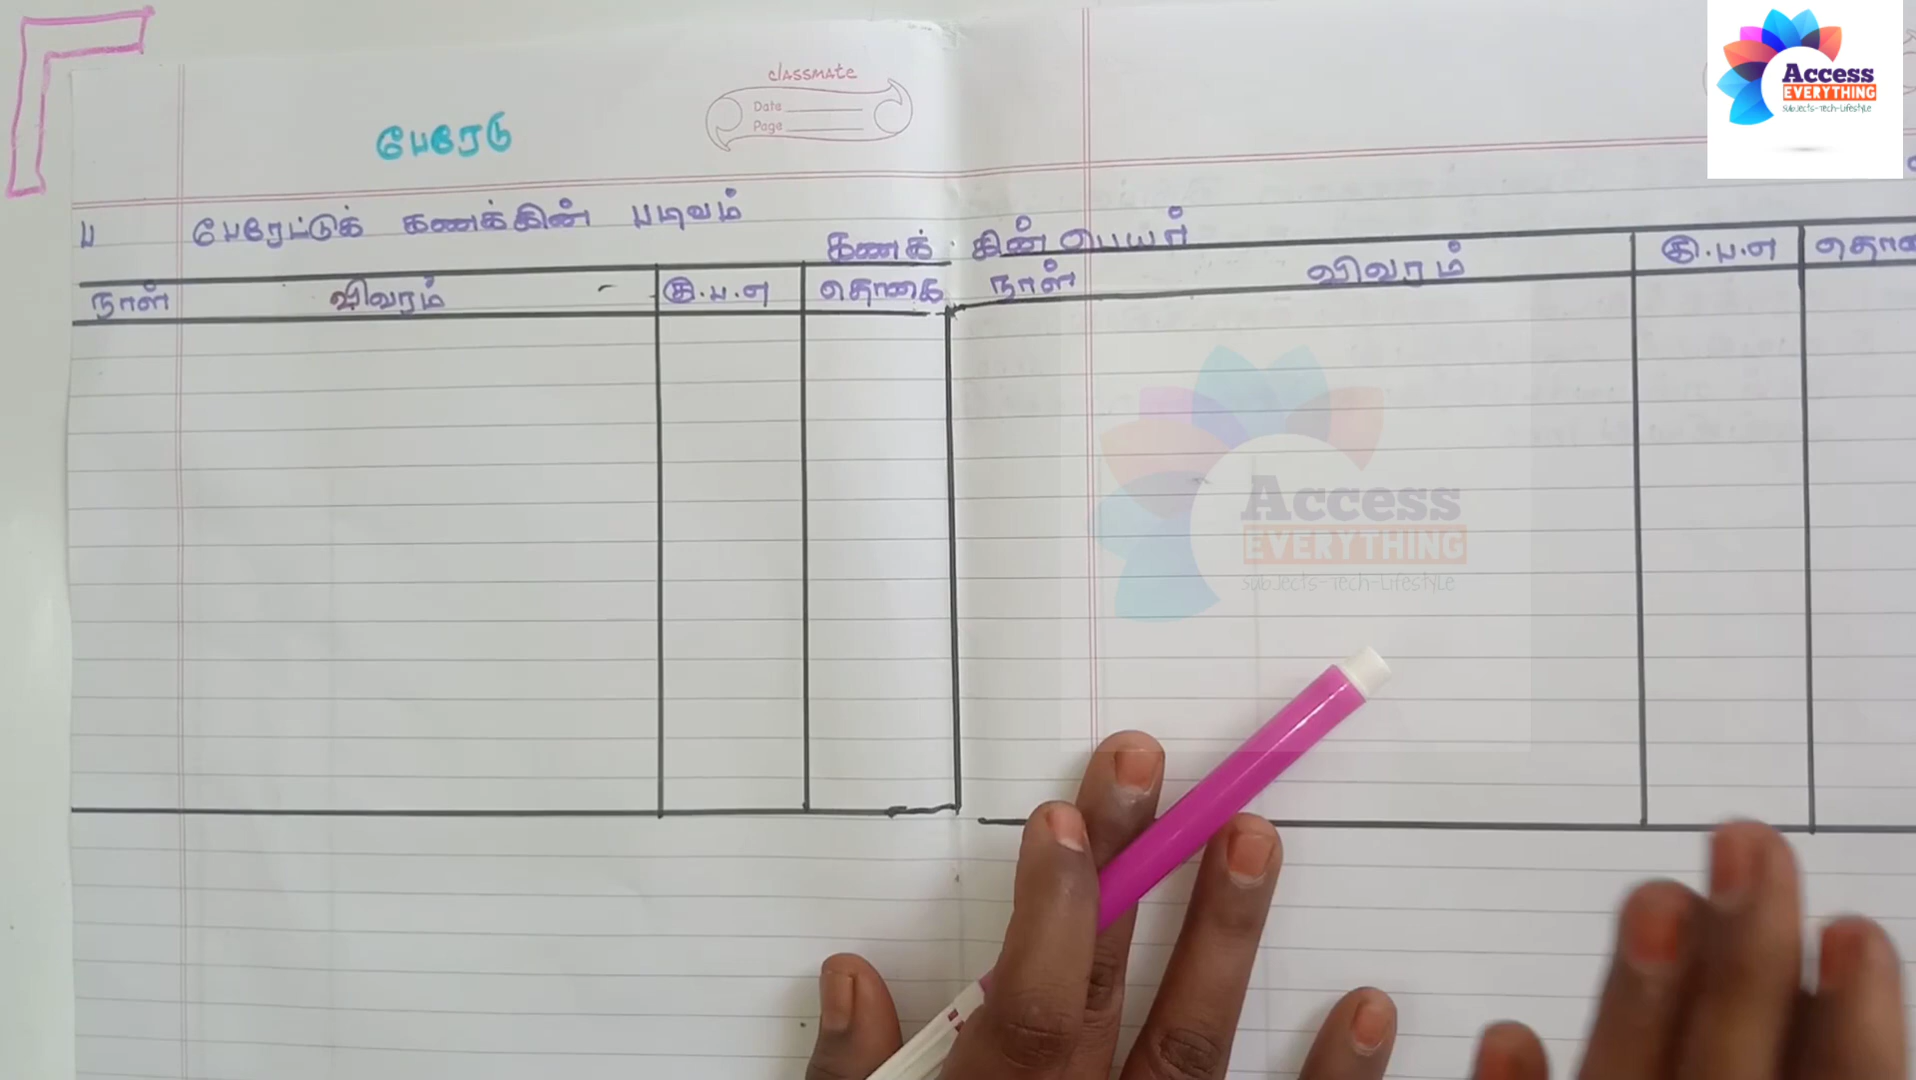 classmate
Date
Page
Access
EVERYTHING
Subjects-Tech-Lifestyle
பேரேடு
ப பேரேட்டுக் கணக்கின் படிவம்
கணக்கின் பெயர்
நாள் விவரம் கு.ப.எ தொகை நாள் விவரம் கு.ப.எ
Access
EVERYTHING
Subjects-Tech-Lifestyle